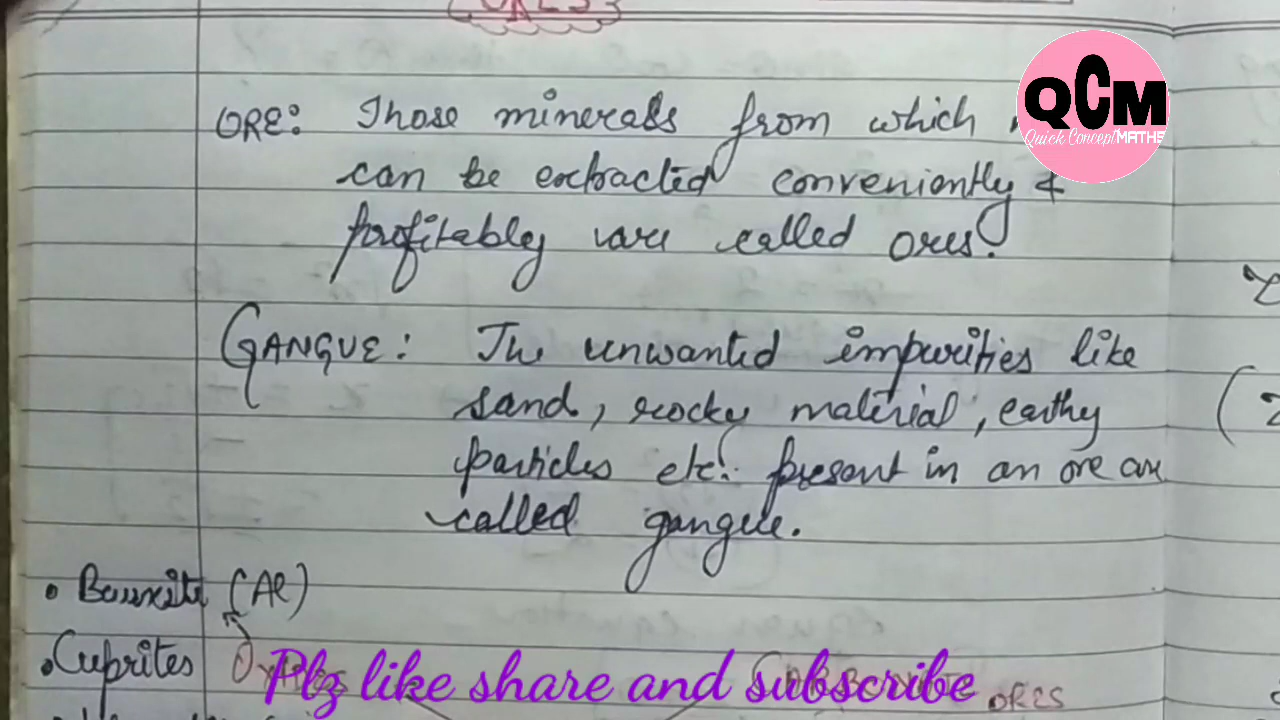 ORES
QCM
Quick Concept MATHS
ORE: Those minerals from which
can be extracted conveniently &
profitably are called ores.
GANGUE: The unwanted impurities like
sand, rocky material, earthy
particles etc. present in an ore are
called gangue.
• Bauxite (Al)
• Cuprites
Plz like share and subscribe
ORES